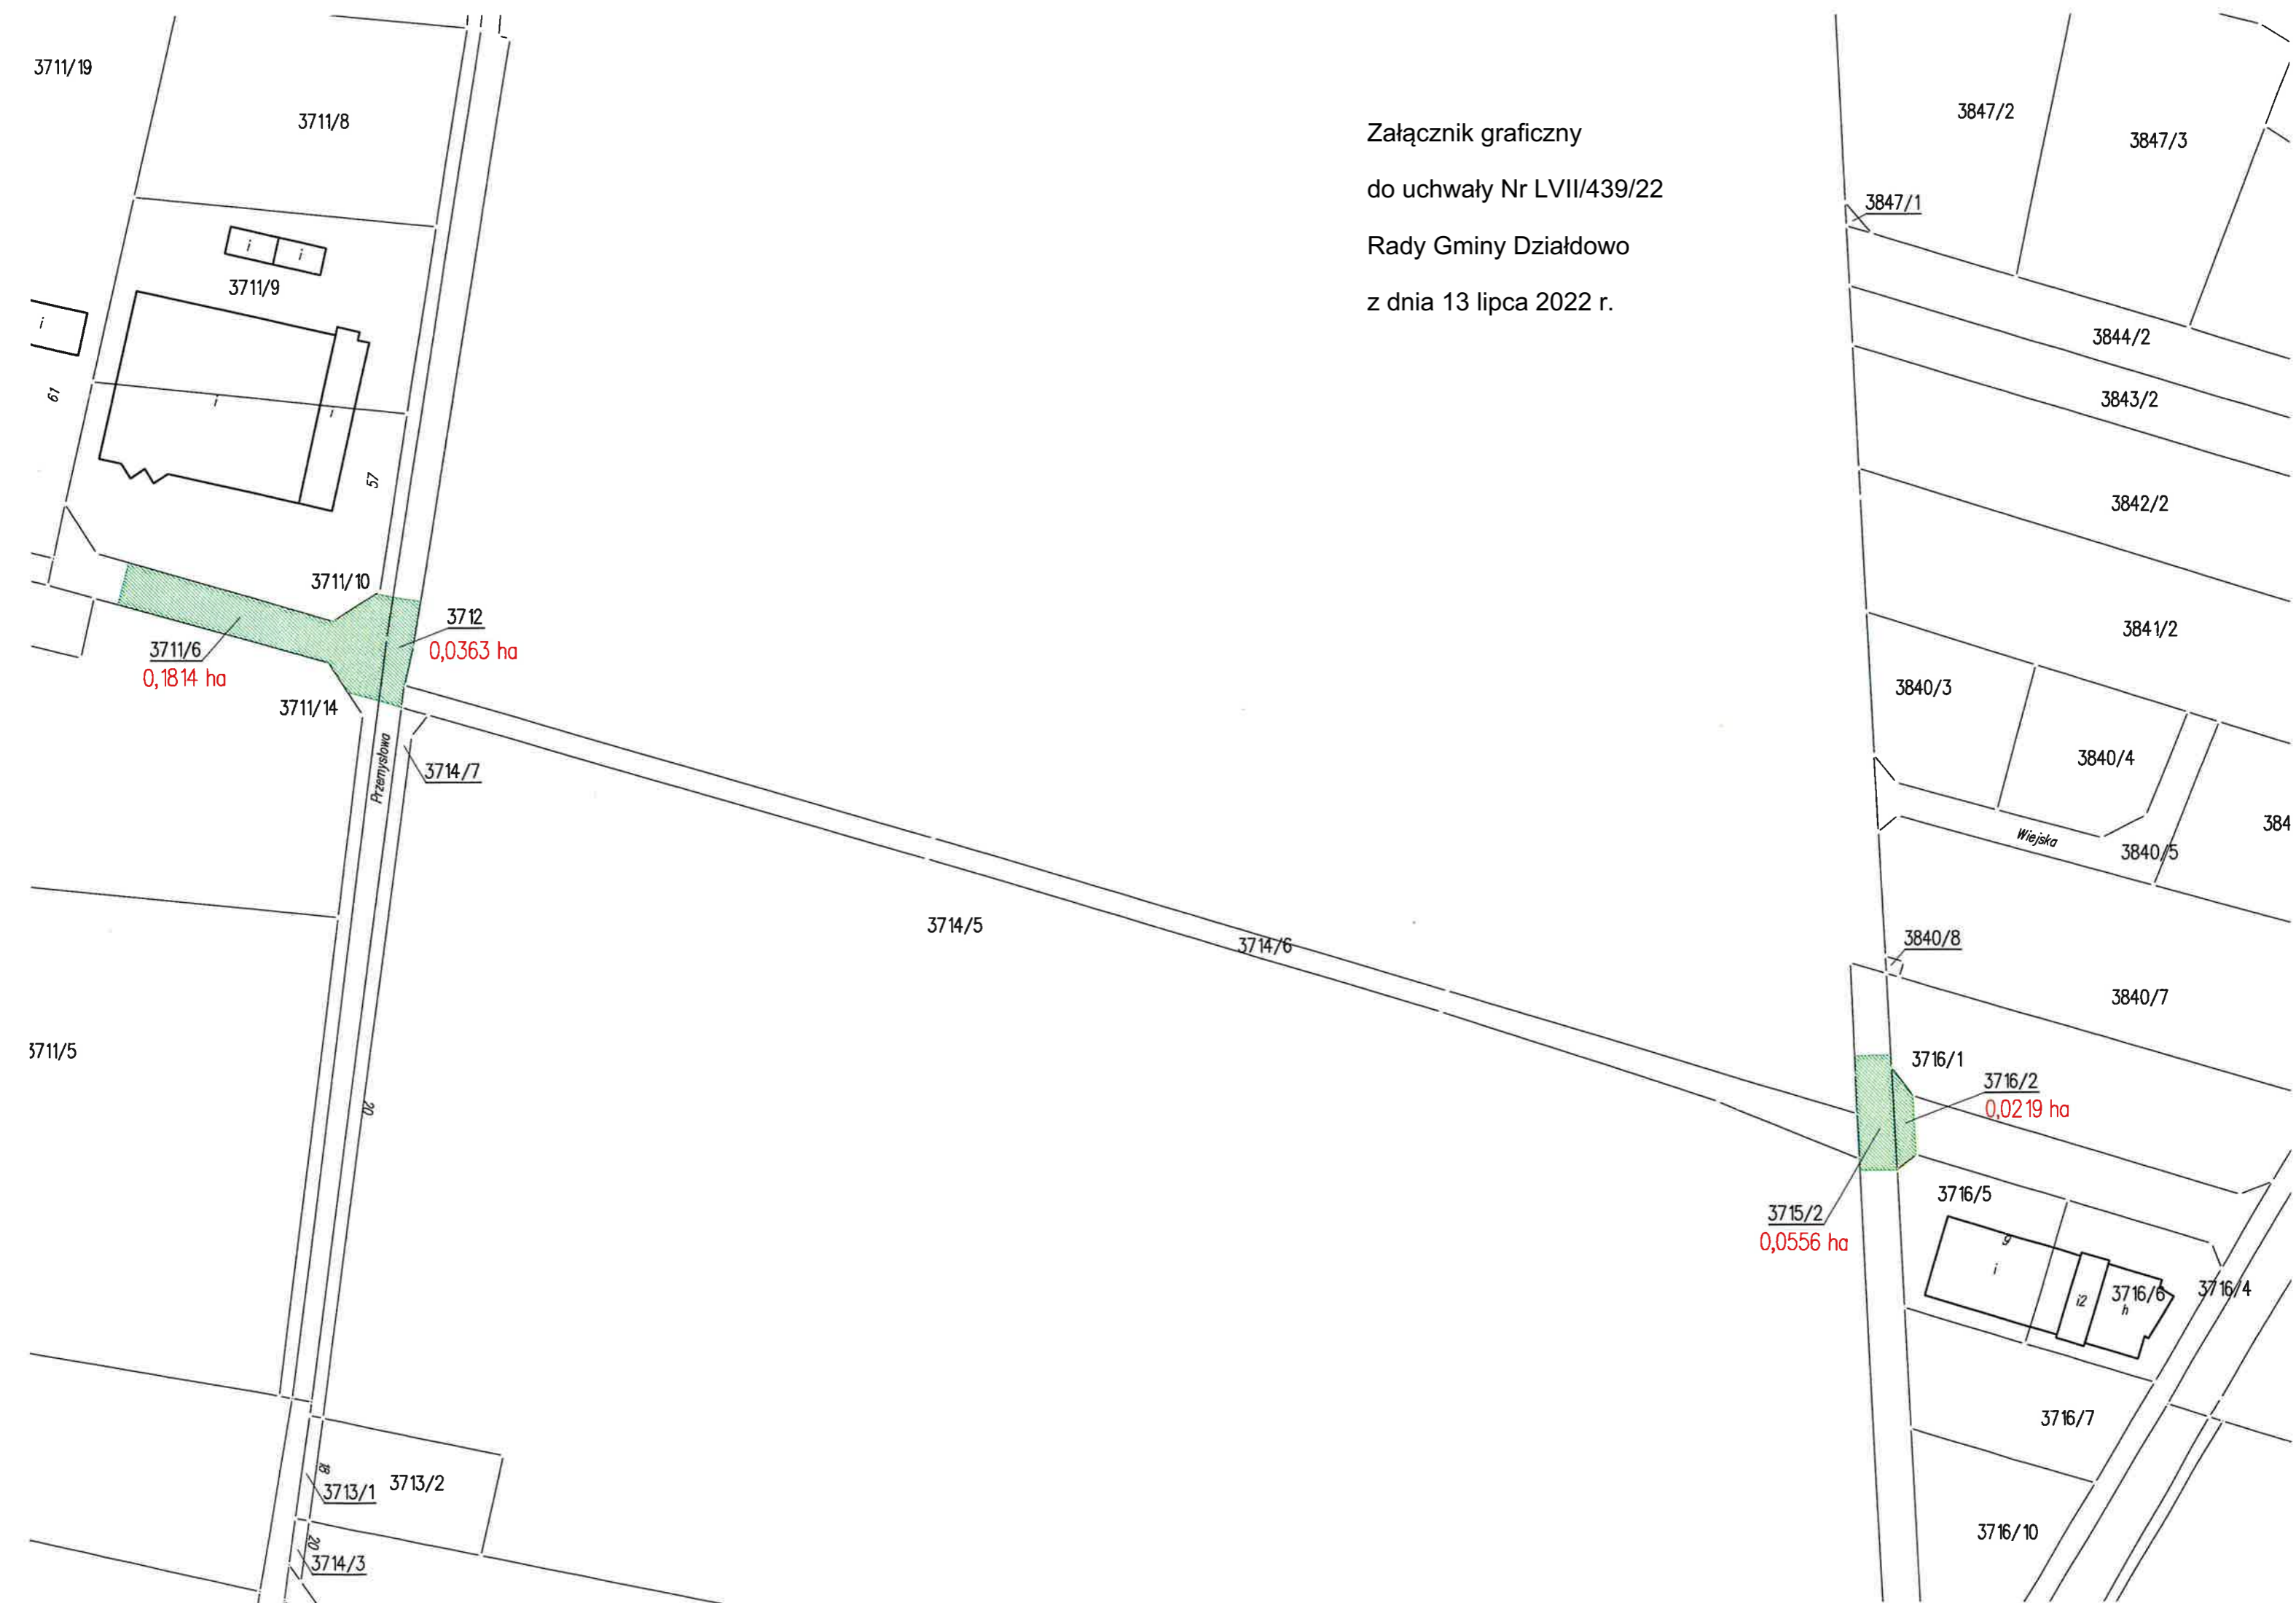 Załącznik graficzny
do uchwały Nr LVII/439/22
Rady Gminy Działdowo
z dnia 13 lipca 2022 r.
3711/19
3711/8
i
i
3711/9
i
61
i
i
57
3711/10
3711/6
0,1814 ha
3712
0,0363 ha
3711/14
Przemysłowa
3714/7
3714/5
3714/6
3711/5
20
18
3713/1
3713/2
20
3714/3
3847/2
3847/3
3847/1
3844/2
3843/2
3842/2
3841/2
3840/3
3840/4
384
Wiejska
3840/5
3840/8
3840/7
3716/1
3716/2
0,0219 ha
3715/2
0,0556 ha
3716/5
9
i
i2
3716/6
h
3716/4
3716/7
3716/10